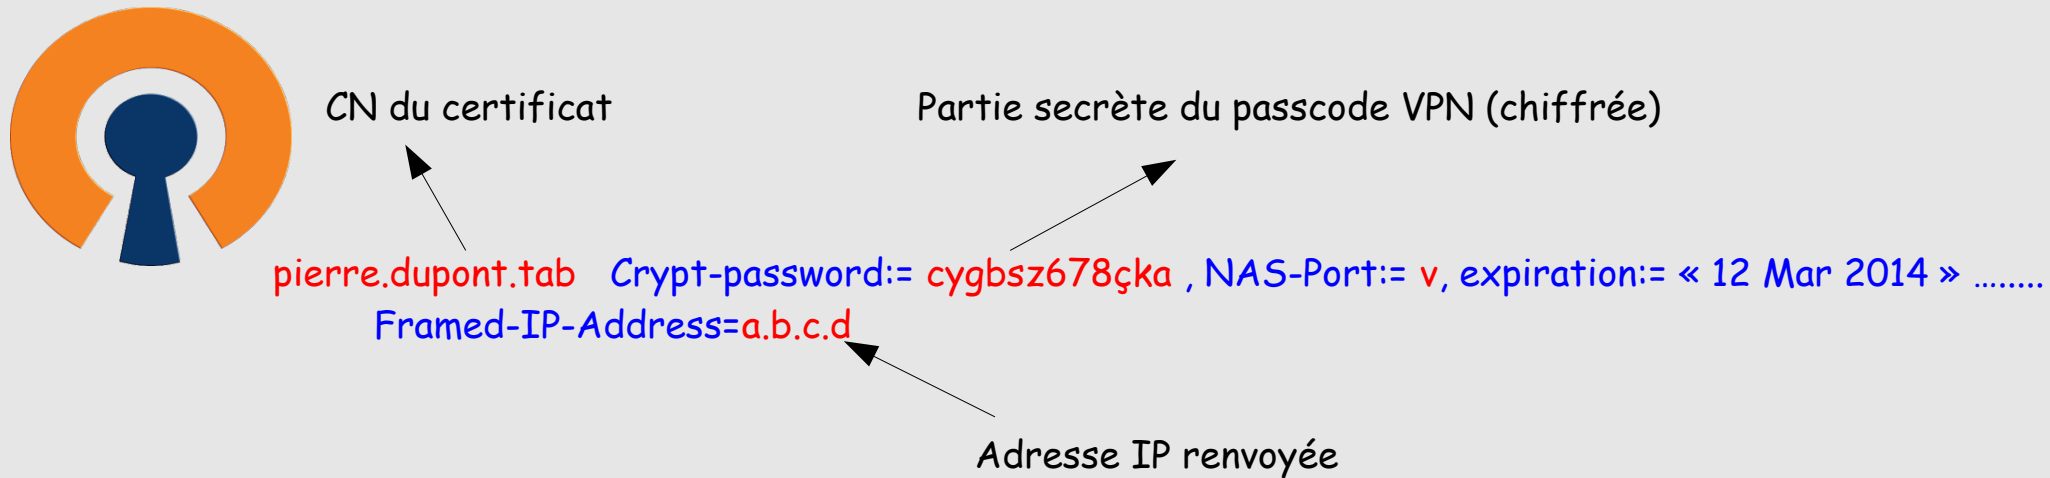 CN du certificat
Partie secrète du passcode VPN (chiffrée)
pierre.dupont.tab Crypt-password:= cygbsz678çka , NAS-Port:= v, expiration:= « 12 Mar 2014 » ........
Framed-IP-Address=a.b.c.d
Adresse IP renvoyée